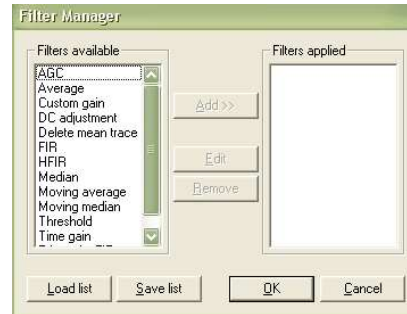 Filter Manager
Filters available
AGC
Average
Custom gain
DC adjustment
Delete mean trace
FIR
HFIR
Median
Moving average
Moving median
Threshold
Time gain
Add >>
Edit
Remove
Filters applied
Load list
Save list
OK
Cancel